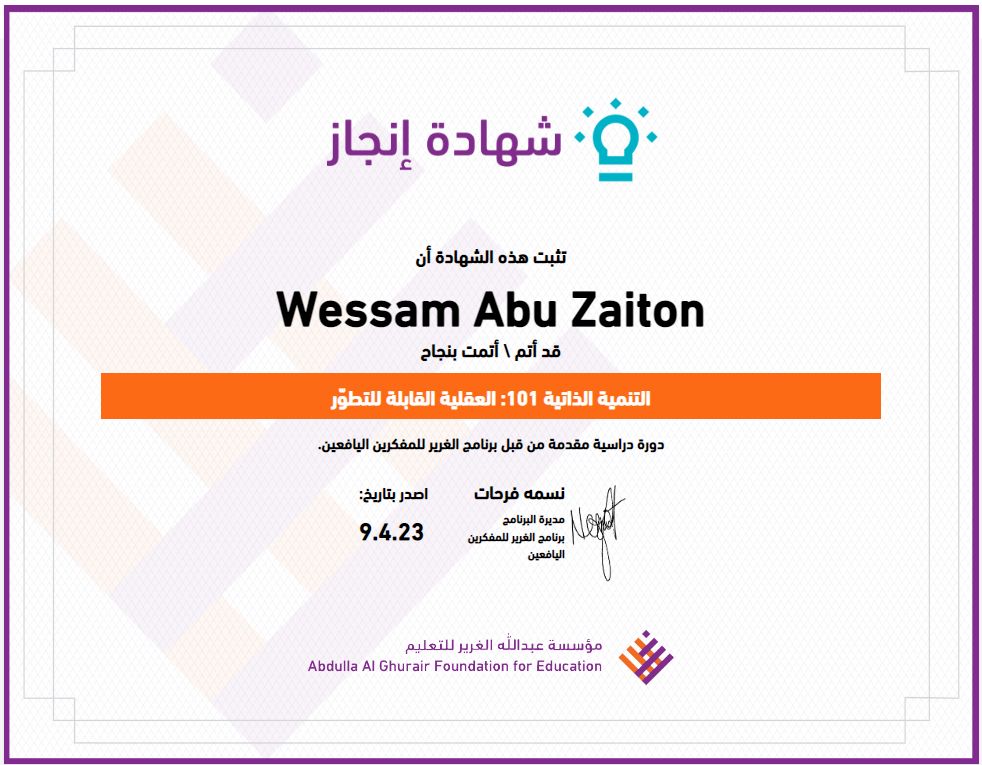 شهادة إنجاز
تثبت هذه الشهادة أن
Wessam Abu Zaiton
قد أتم \ أتمت بنجاح
التنمية الذاتية 101: العقلية القابلة للتطوّر
دورة دراسية مقدمة من قبل برنامج الغرير للمفكرين اليافعين.
نسمه فرحات
مديرة البرنامج
برنامج الغرير للمفكرين
اليافعين
اصدر بتاريخ:
9.4.23
مؤسسة عبدالله الغرير للتعليم
Abdulla Al Ghurair Foundation for Education